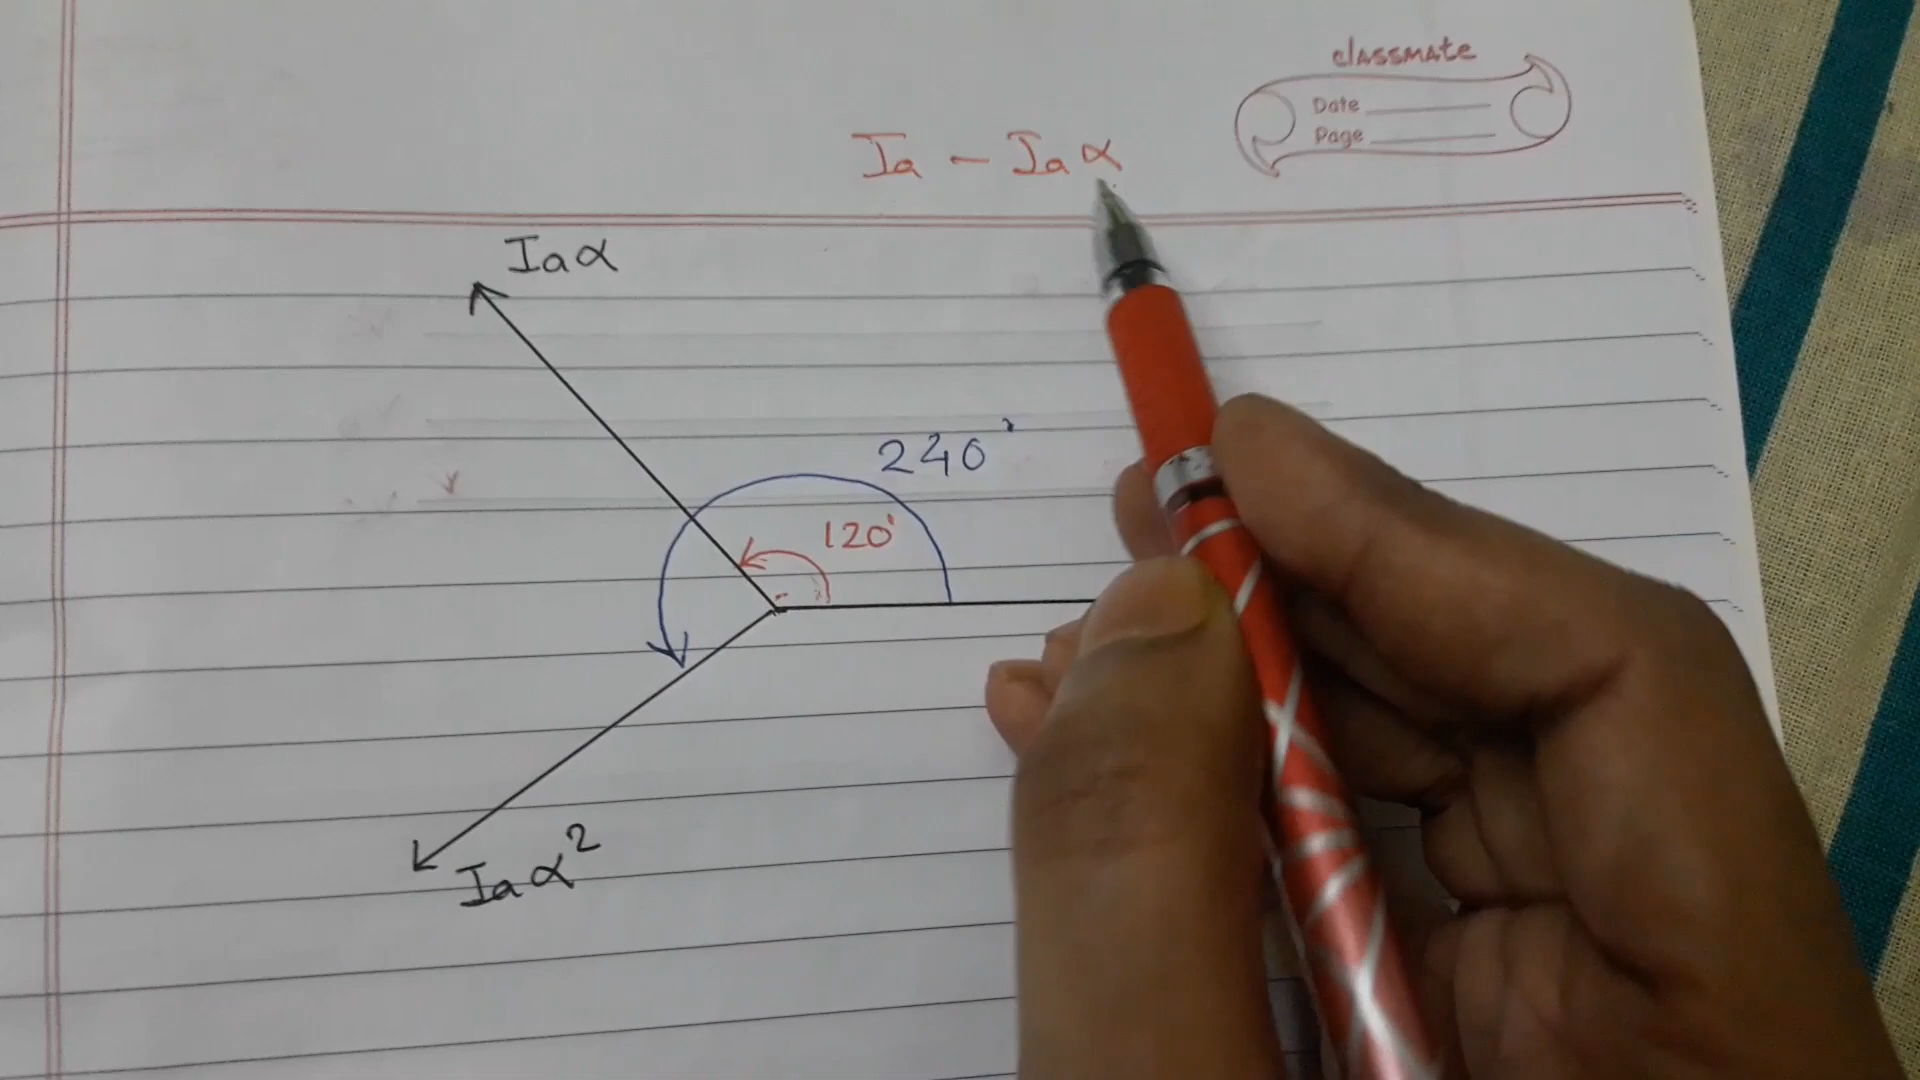 classmate
Date
Page
Ia - Iaα
Iaα
240°
120°
Iaα²